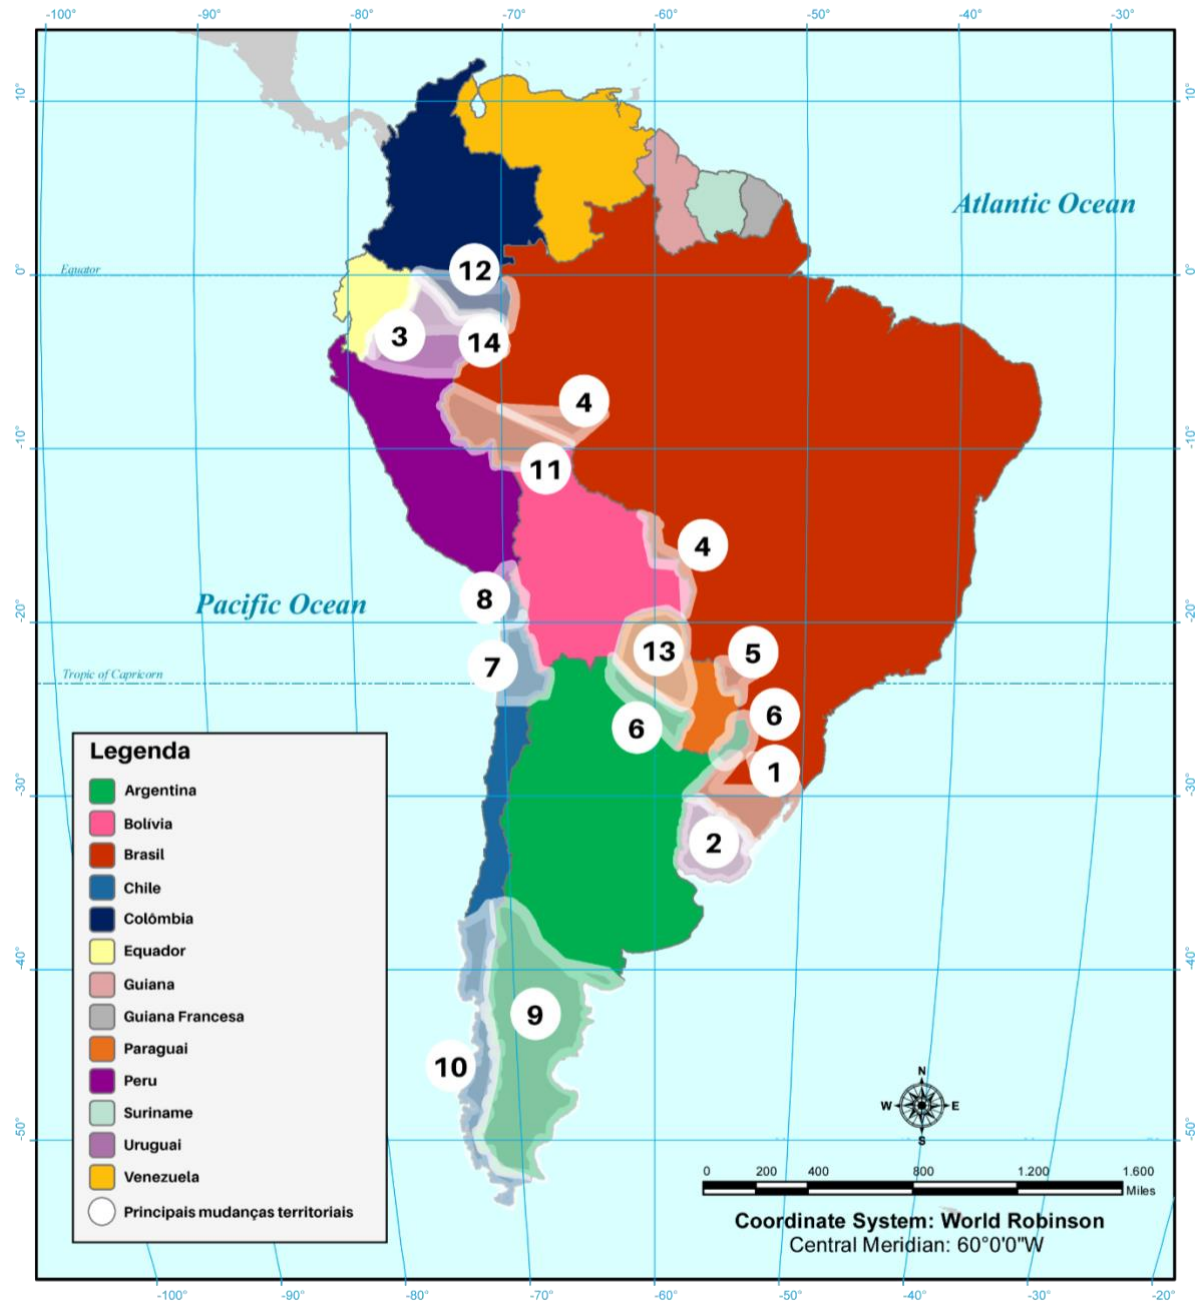 -100° -90° -80° -70° -60° -50° -40° -30°
10° 10°
Atlantic Ocean
Equator
0° 0°
12
3
14
4
-10° -10°
11
4
Pacific Ocean
8
-20° -20°
13
5
7
Tropic of Capricorn
6
6
1
-30° -30°
2
Legenda
Argentina
Bolívia
Brasil
Chile
Colômbia
Equador
Guiana
Guiana Francesa
Paraguai
Peru
Suriname
Uruguai
Venezuela
Principais mudanças territoriais
-40° -40°
9
10
N
W E
S
-50° -50°
0 200 400 800 1.200 1.600
Miles
Coordinate System: World Robinson
Central Meridian: 60°0'0"W
-100° -90° -80° -70° -60° -50° -40° -30° -20°